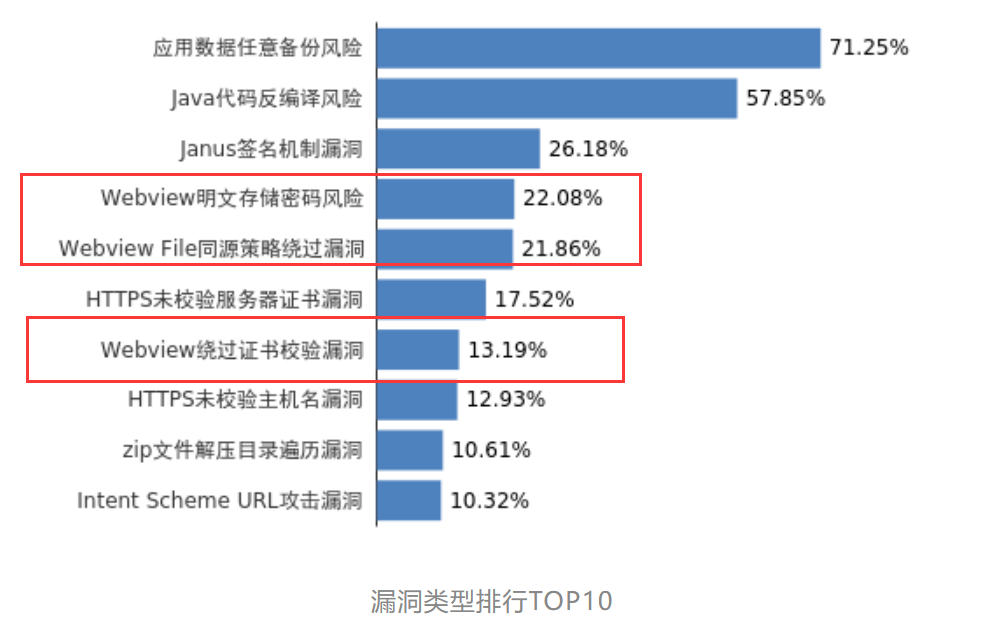 应用数据任意备份风险 71.25%
Java代码反编译风险 57.85%
Janus签名机制漏洞 26.18%
Webview明文存储密码风险 22.08%
Webview File同源策略绕过漏洞 21.86%
HTTPS未校验服务器证书漏洞 17.52%
Webview绕过证书校验漏洞 13.19%
HTTPS未校验主机名漏洞 12.93%
zip文件解压目录遍历漏洞 10.61%
Intent Scheme URL攻击漏洞 10.32%
漏洞类型排行TOP10